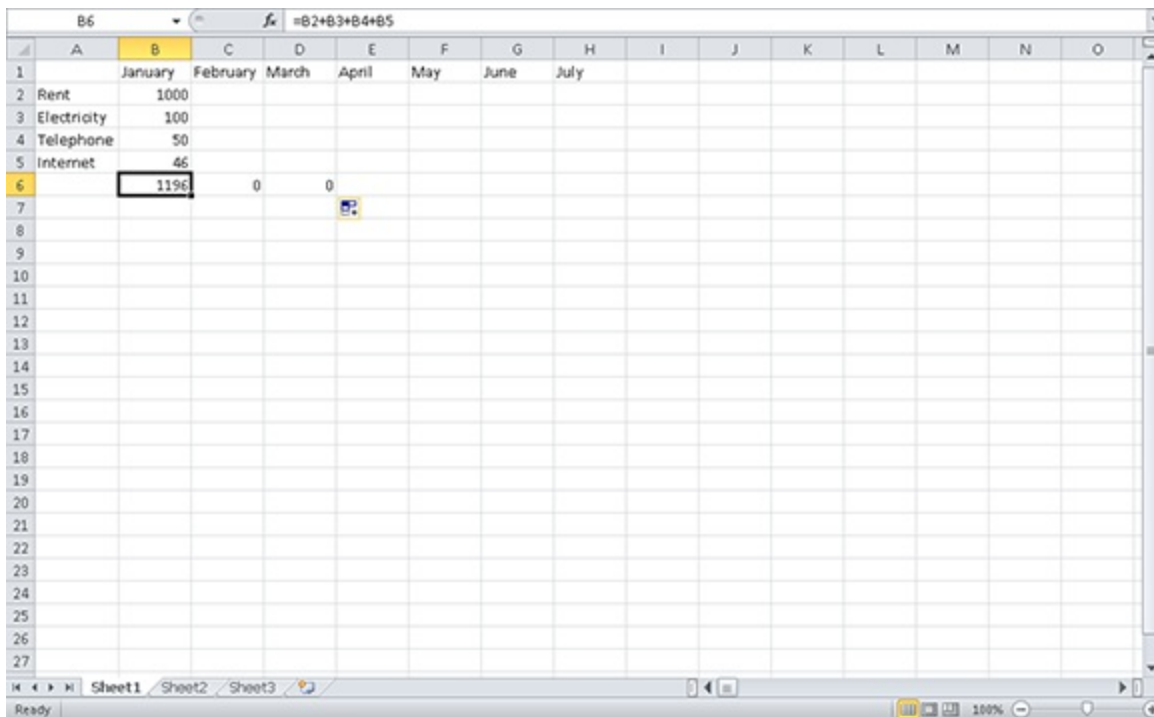 B6 fx =B2+B3+B4+B5
A B C D E F G H I J K L M N O
1 January February March April May June July
2 Rent 1000
3 Electricity 100
4 Telephone 50
5 Internet 46
6 1196 0 0
7
8
9
10
11
12
13
14
15
16
17
18
19
20
21
22
23
24
25
26
27
Sheet1 Sheet2 Sheet3
Ready 100%